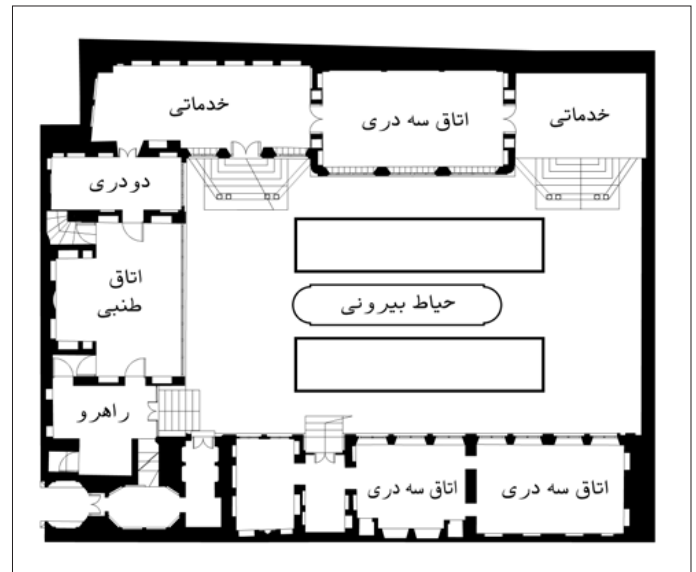 خدماتی
اتاق سه دری
خدماتی
دو دری
اتاق
طنبی
حیاط بیرونی
راهرو
اتاق سه دری
اتاق سه دری